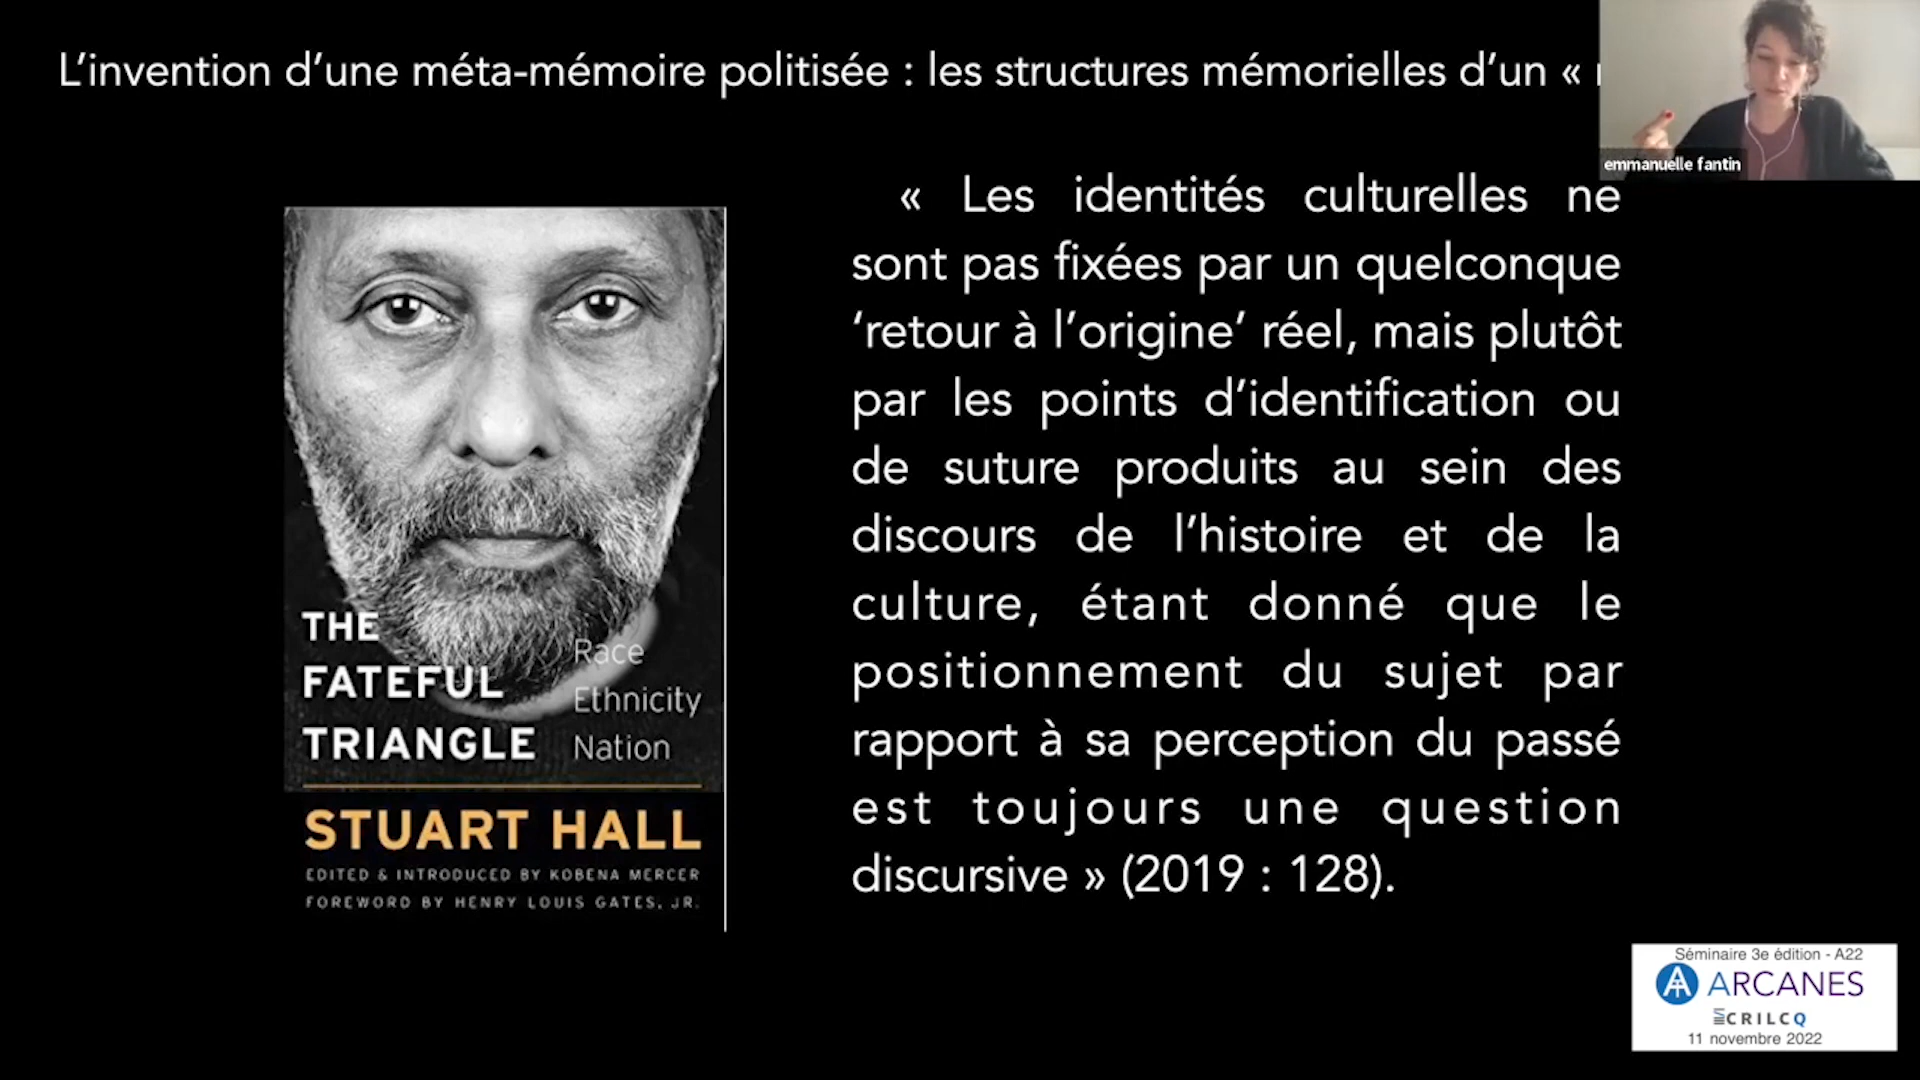 L’invention d’une méta-mémoire politisée : les structures mémorielles d’un «
emmanuelle fantin
« Les identités culturelles ne
sont pas fixées par un quelconque
‘retour à l’origine’ réel, mais plutôt
par les points d’identification ou
de suture produits au sein des
discours de l’histoire et de la
culture, étant donné que le
positionnement du sujet par
rapport à sa perception du passé
est toujours une question
discursive » (2019 : 128).
THE
FATEFUL
TRIANGLE
Race
Ethnicity
Nation
STUART HALL
EDITED & INTRODUCED BY KOBENA MERCER
FOREWORD BY HENRY LOUIS GATES, JR.
Séminaire 3e édition - A22
ARCANES
CRILCQ
11 novembre 2022